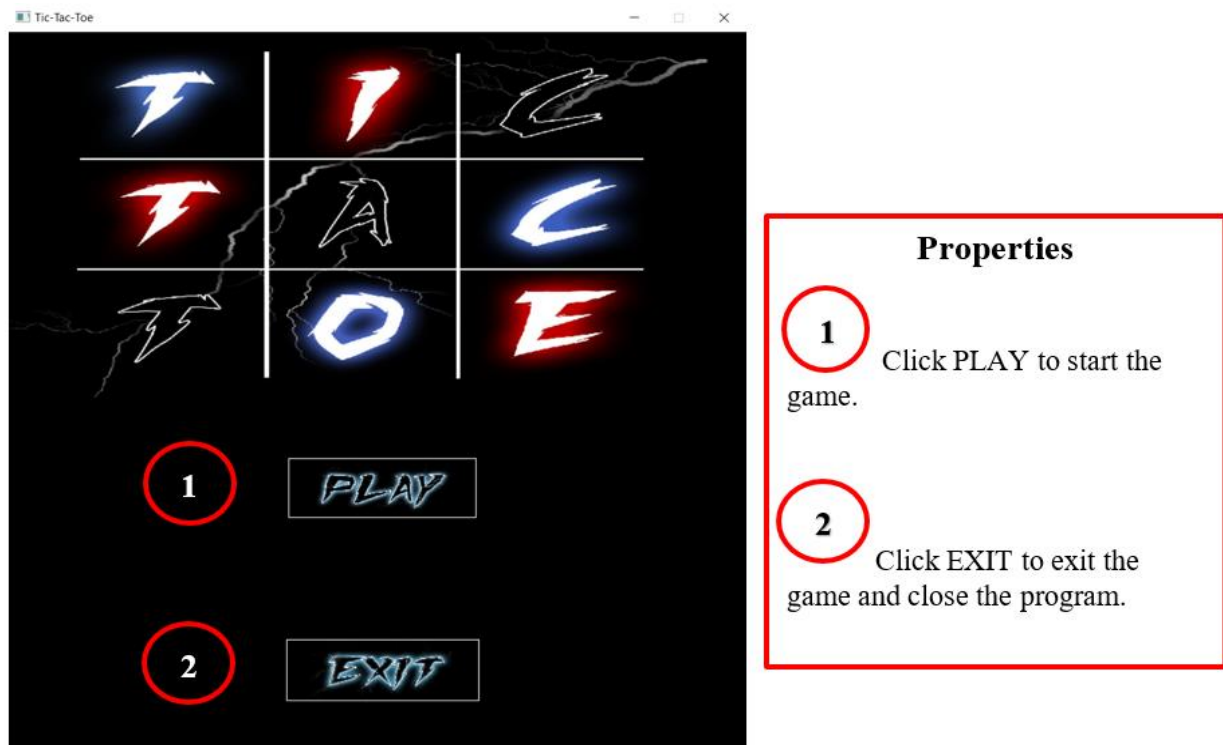 Tic-Tac-Toe
T I C
T A C
T O E
1
PLAY
2
EXIT
Properties
1
Click PLAY to start the
game.
2
Click EXIT to exit the
game and close the program.